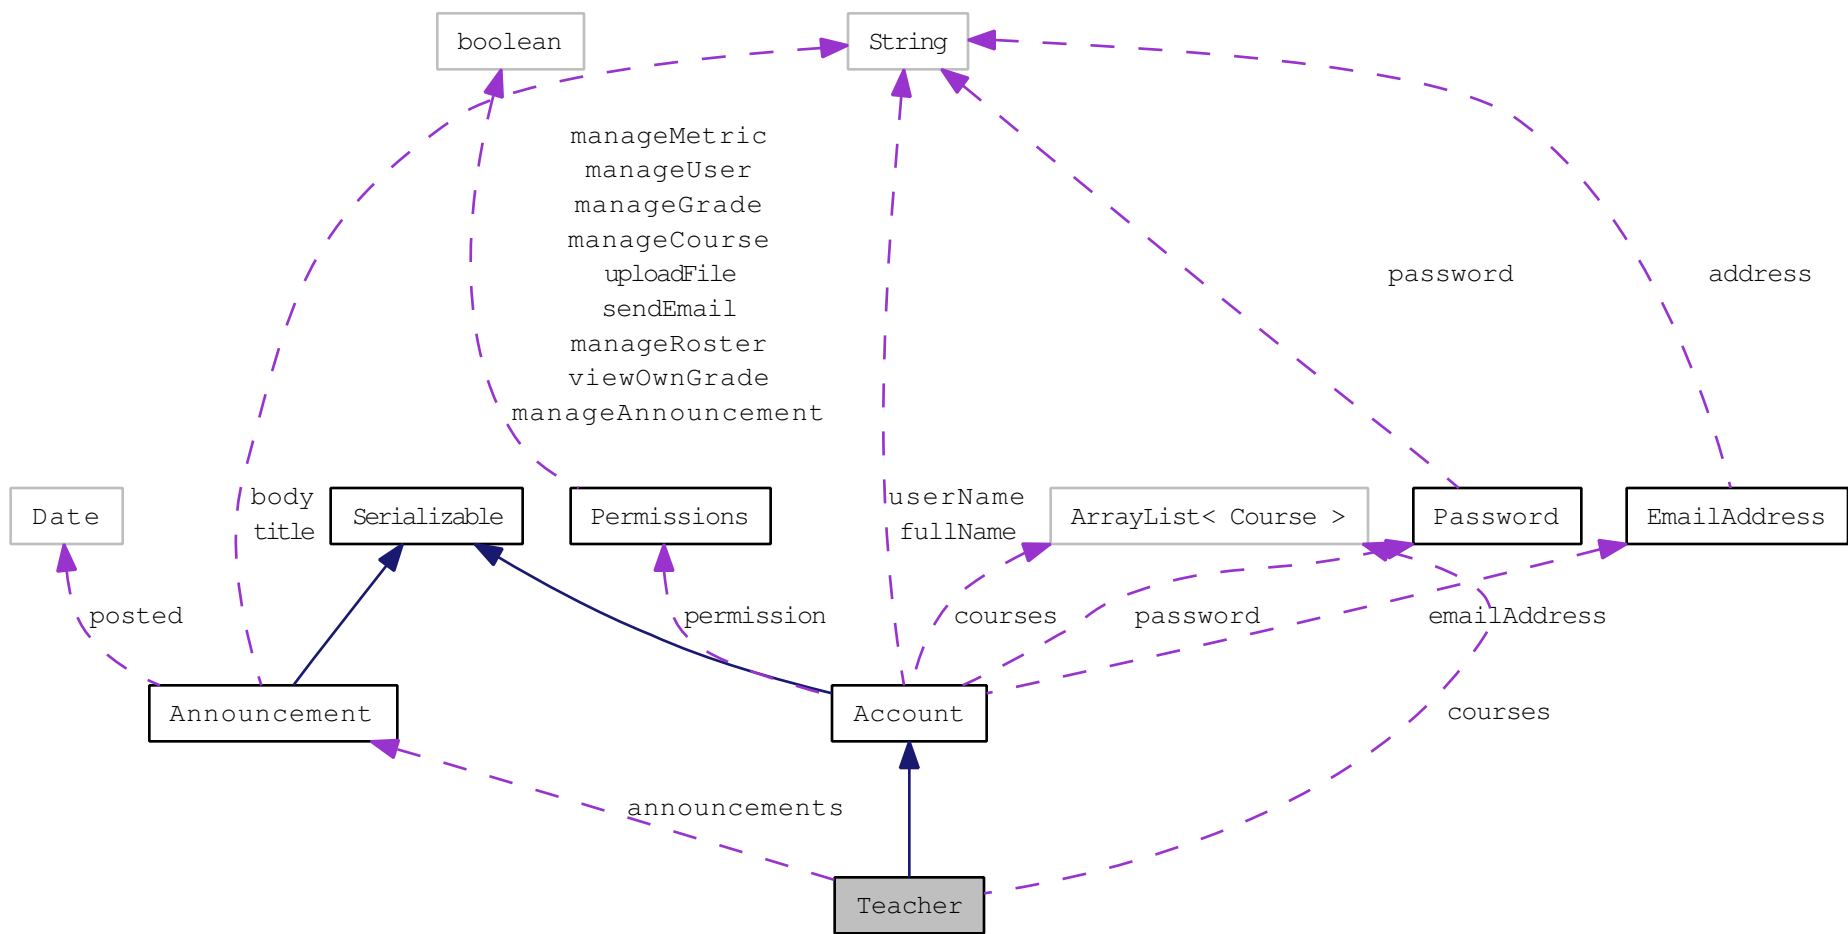 boolean
String
manageMetric
manageUser
manageGrade
manageCourse
uploadFile
sendEmail
manageRoster
viewOwnGrade
manageAnnouncement
password
address
Date
body
title
Serializable
Permissions
userName
fullName
ArrayList< Course >
Password
EmailAddress
posted
permission
courses
password
emailAddress
Announcement
Account
courses
announcements
Teacher